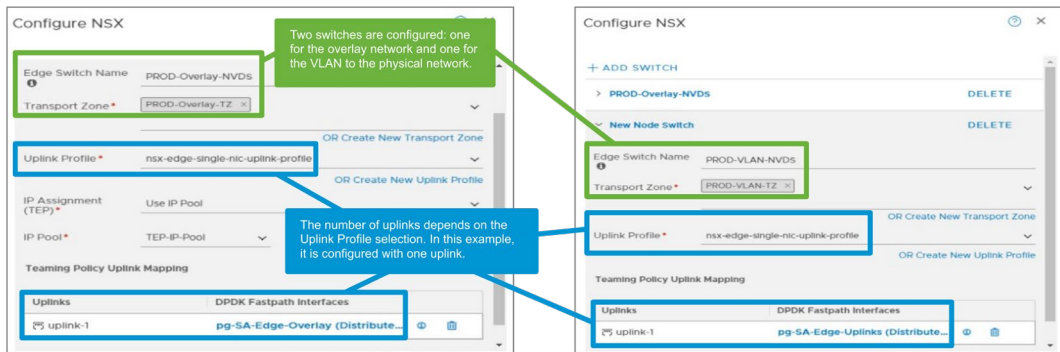 Configure NSX
Two switches are configured: one
for the overlay network and one for
the VLAN to the physical network.
Edge Switch Name
PROD-Overlay-NVDS
Transport Zone*
PROD-Overlay-TZ ×
OR Create New Transport Zone
Uplink Profile*
nsx-edge-single-nic-uplink-profile
OR Create New Uplink Profile
IP Assignment
(TEP)*
Use IP Pool
The number of uplinks depends on the
Uplink Profile selection. In this example,
it is configured with one uplink.
IP Pool*
TEP-IP-Pool
Teaming Policy Uplink Mapping
Uplinks
DPDK Fastpath Interfaces
uplink-1
pg-SA-Edge-Overlay (Distribute...
Configure NSX
+ ADD SWITCH
> PROD-Overlay-NVDS
DELETE
New Node Switch
DELETE
Edge Switch Name
PROD-VLAN-NVDS
Transport Zone*
PROD-VLAN-TZ ×
OR Create New Transport Zone
Uplink Profile*
nsx-edge-single-nic-uplink-profile
OR Create New Uplink Profile
Teaming Policy Uplink Mapping
Uplinks
DPDK Fastpath Interfaces
uplink-1
pg-SA-Edge-Uplinks (Distribute...